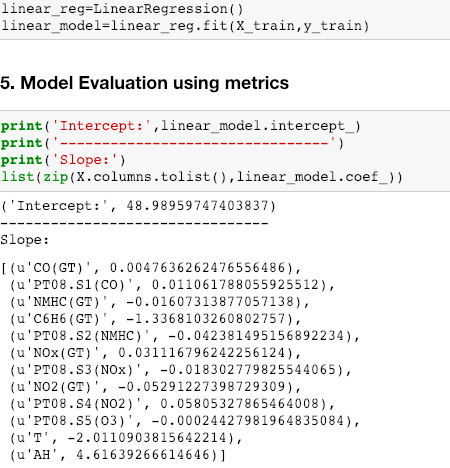 linear_reg=LinearRegression()
linear_model=linear_reg.fit(X_train,y_train)
5. Model Evaluation using metrics
print('Intercept:',linear_model.intercept_)
print('--------------------------------')
print('Slope:')
list(zip(X.columns.tolist(),linear_model.coef_))
('Intercept:', 48.98959747403837)
--------------------------------
Slope:
[(u'CO(GT)', 0.0047636262476556486),
(u'PT08.S1(CO)', 0.011061788055925512),
(u'NMHC(GT)', -0.01607313877057138),
(u'C6H6(GT)', -1.3368103260802757),
(u'PT08.S2(NMHC)', -0.042381495156892234),
(u'NOx(GT)', 0.031116796242256124),
(u'PT08.S3(NOx)', -0.018302779825544065),
(u'NO2(GT)', -0.05291227398729309),
(u'PT08.S4(NO2)', 0.05805327865464008),
(u'PT08.S5(O3)', -0.00024427981964835084),
(u'T', -2.0110903815642214),
(u'AH', 4.61639266614646)]